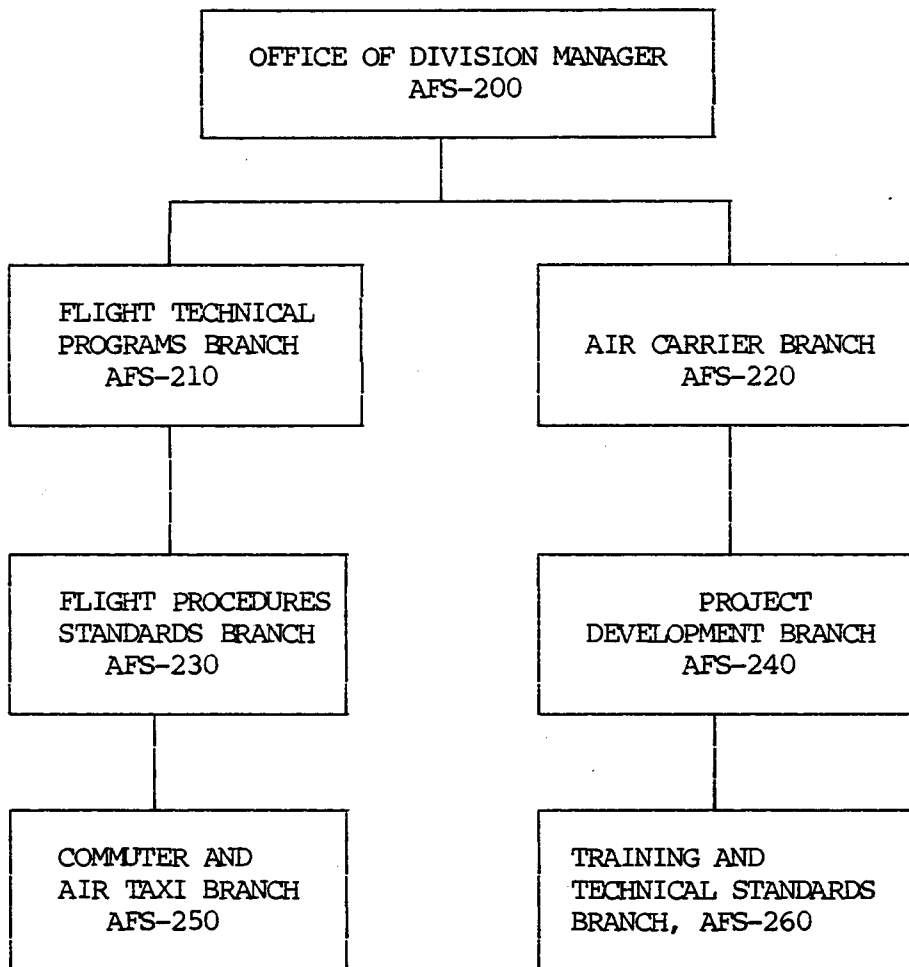 OFFICE OF DIVISION MANAGER
AFS-200
FLIGHT TECHNICAL
PROGRAMS BRANCH
AFS-210
AIR CARRIER BRANCH
AFS-220
FLIGHT PROCEDURES
STANDARDS BRANCH
AFS-230
PROJECT
DEVELOPMENT BRANCH
AFS-240
COMMUTER AND
AIR TAXI BRANCH
AFS-250
TRAINING AND
TECHNICAL STANDARDS
BRANCH, AFS-260